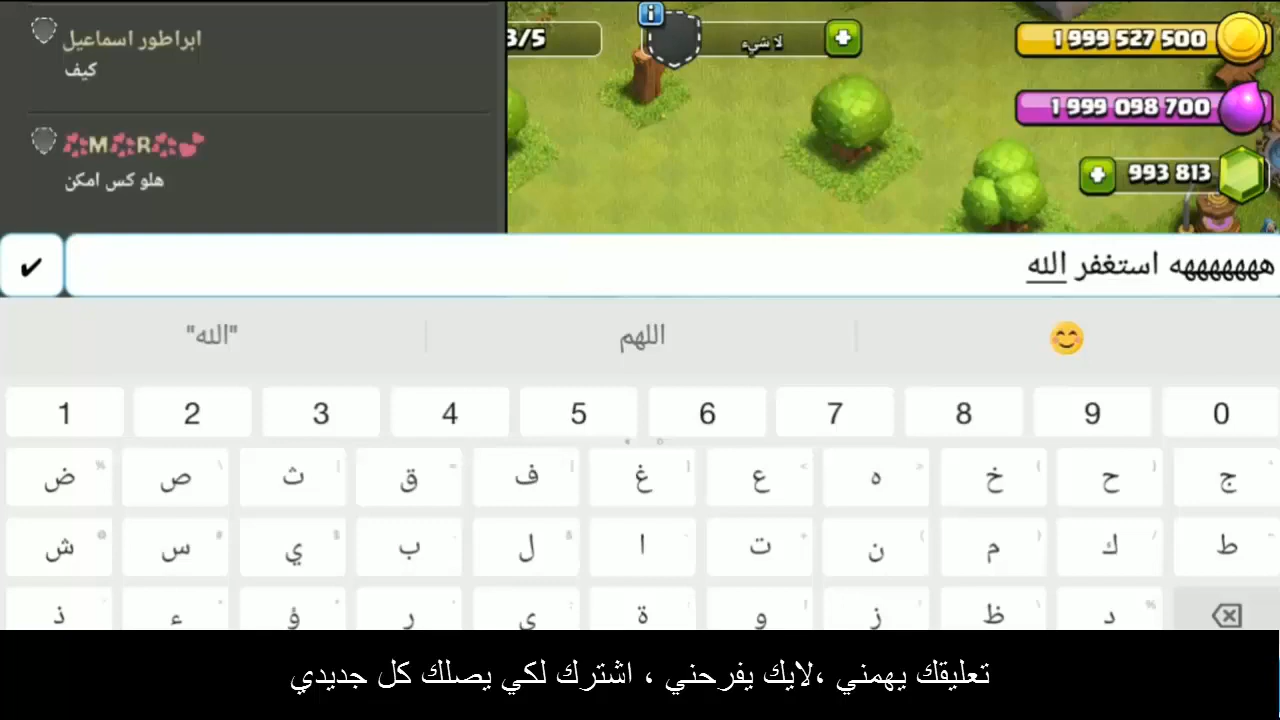 ابراطور اسماعيل
كيف
💞M💞R💞💕
هلو كس امكن
3/5
لا شيء
1 999 527 500
1 999 098 700
993 813
ههههههههه استغفر الله
"الله" اللهم 😊
1 2 3 4 5 6 7 8 9 0
ض ص ث ق ف غ ع ه خ ح ج
ش س ي ب ل ا ت ن م ك ط
ذ ء ؤ ر ى ة و ز ظ د
تعليقك يهمني ،لايك يفرحني ، اشترك لكي يصلك كل جديدي